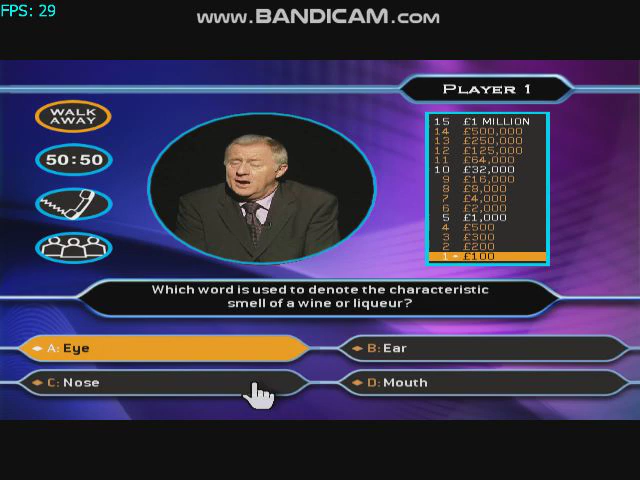 FPS: 29
www.BANDICAM.com
PLAYER 1
WALK
AWAY
50:50
15 £1 MILLION
14 £500,000
13 £250,000
12 £125,000
11 £64,000
10 £32,000
9 £16,000
8 £8,000
7 £4,000
6 £2,000
5 £1,000
4 £500
3 £300
2 £200
1 £100
Which word is used to denote the characteristic
smell of a wine or liqueur?
A: Eye
B: Ear
C: Nose
D: Mouth